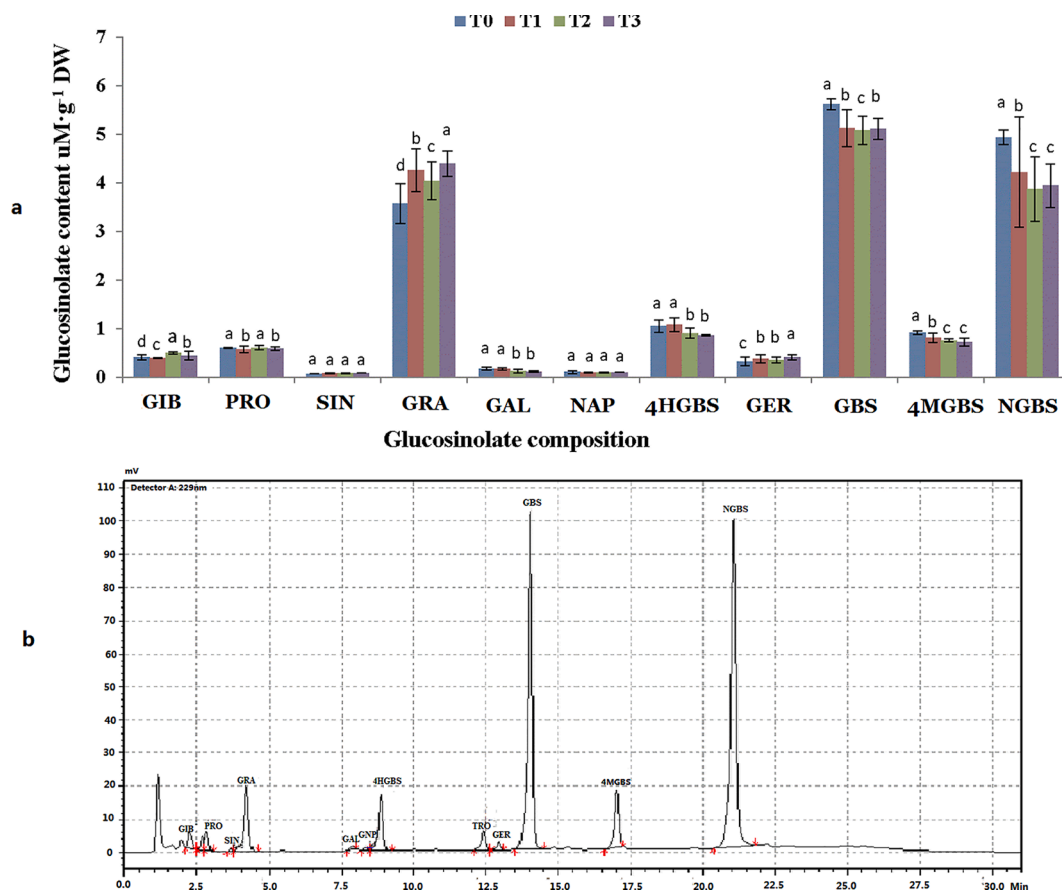 T0 T1 T2 T3
a
Glucosinolate content uM·g⁻¹ DW
7
6
5
4
3
2
1
0
d c a b
a b a b
a a a a
d b c a
a a b b
a a a a
a a b b
c b b a
a b c b
a b c c
a b c c
GIB PRO SIN GRA GAL NAP 4HGBS GER GBS 4MGBS NGBS
Glucosinolate composition
b
mV
Detector A: 229nm
110
100
90
80
70
60
50
40
30
20
10
0
GIB PRO SIN GRA GAL GNP 4HGBS TRO GER GBS 4MGBS NGBS
0.0 2.5 5.0 7.5 10.0 12.5 15.0 17.5 20.0 22.5 25.0 27.5 30.0 Min